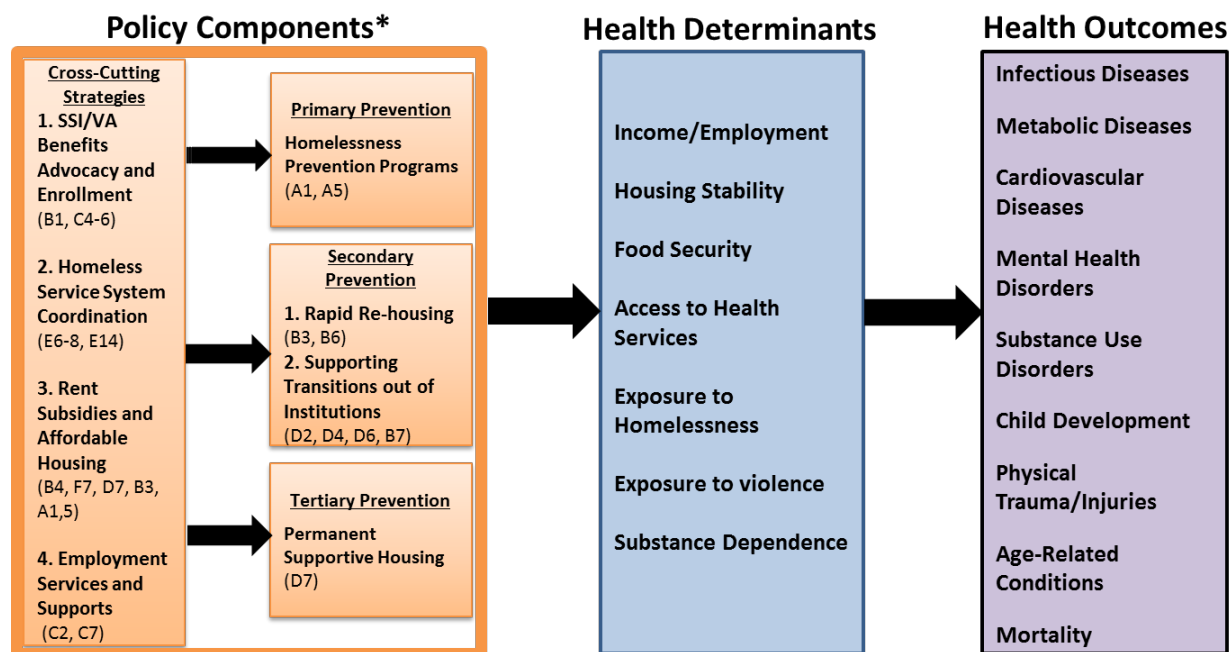 Policy Components*
Cross-Cutting
Strategies
1. SSI/VA
Benefits
Advocacy and
Enrollment
(B1, C4-6)
2. Homeless
Service System
Coordination
(E6-8, E14)
3. Rent
Subsidies and
Affordable
Housing
(B4, F7, D7, B3,
A1,5)
4. Employment
Services and
Supports
(C2, C7)
Primary Prevention
Homelessness
Prevention Programs
(A1, A5)
Secondary
Prevention
1. Rapid Re-housing
(B3, B6)
2. Supporting
Transitions out of
Institutions
(D2, D4, D6, B7)
Tertiary Prevention
Permanent
Supportive Housing
(D7)
Health Determinants
Income/Employment
Housing Stability
Food Security
Access to Health
Services
Exposure to
Homelessness
Exposure to violence
Substance Dependence
Health Outcomes
Infectious Diseases
Metabolic Diseases
Cardiovascular
Diseases
Mental Health
Disorders
Substance Use
Disorders
Child Development
Physical
Trauma/Injuries
Age-Related
Conditions
Mortality